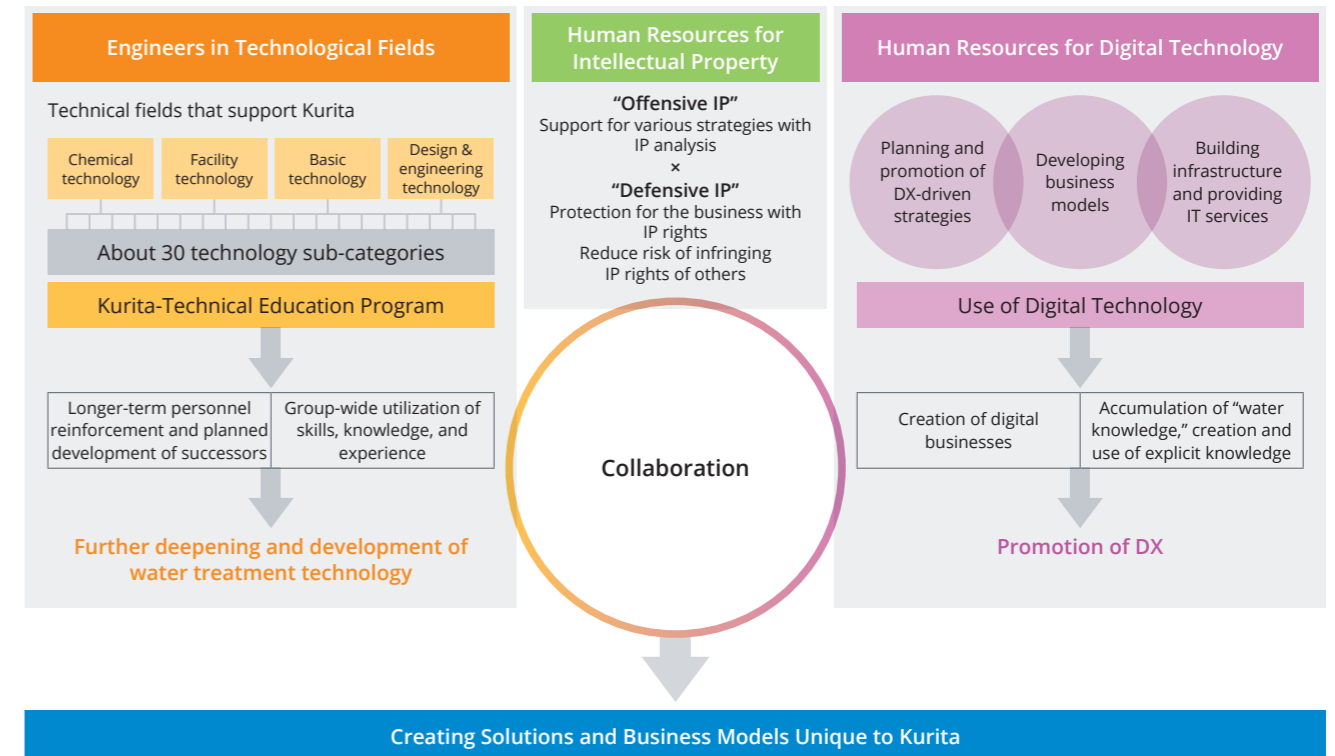 Engineers in Technological Fields
Technical fields that support Kurita
Chemical
technology
Facility
technology
Basic
technology
Design &
engineering
technology
About 30 technology sub-categories
Kurita-Technical Education Program
Longer-term personnel
reinforcement and planned
development of successors
Group-wide utilization of
skills, knowledge, and
experience
Further deepening and development of
water treatment technology
Human Resources for
Intellectual Property
“Offensive IP”
Support for various strategies with
IP analysis
×
“Defensive IP”
Protection for the business with
IP rights
Reduce risk of infringing
IP rights of others
Collaboration
Human Resources for Digital Technology
Planning and
promotion of
DX-driven
strategies
Developing
business
models
Building
infrastructure
and providing
IT services
Use of Digital Technology
Creation of digital
businesses
Accumulation of “water
knowledge,” creation and
use of explicit knowledge
Promotion of DX
Creating Solutions and Business Models Unique to Kurita